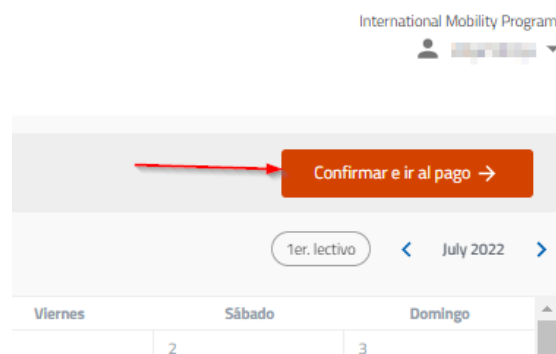 International Mobility Program
Confirmar e ir al pago →
1er. lectivo
July 2022
Viernes Sábado Domingo
2 3